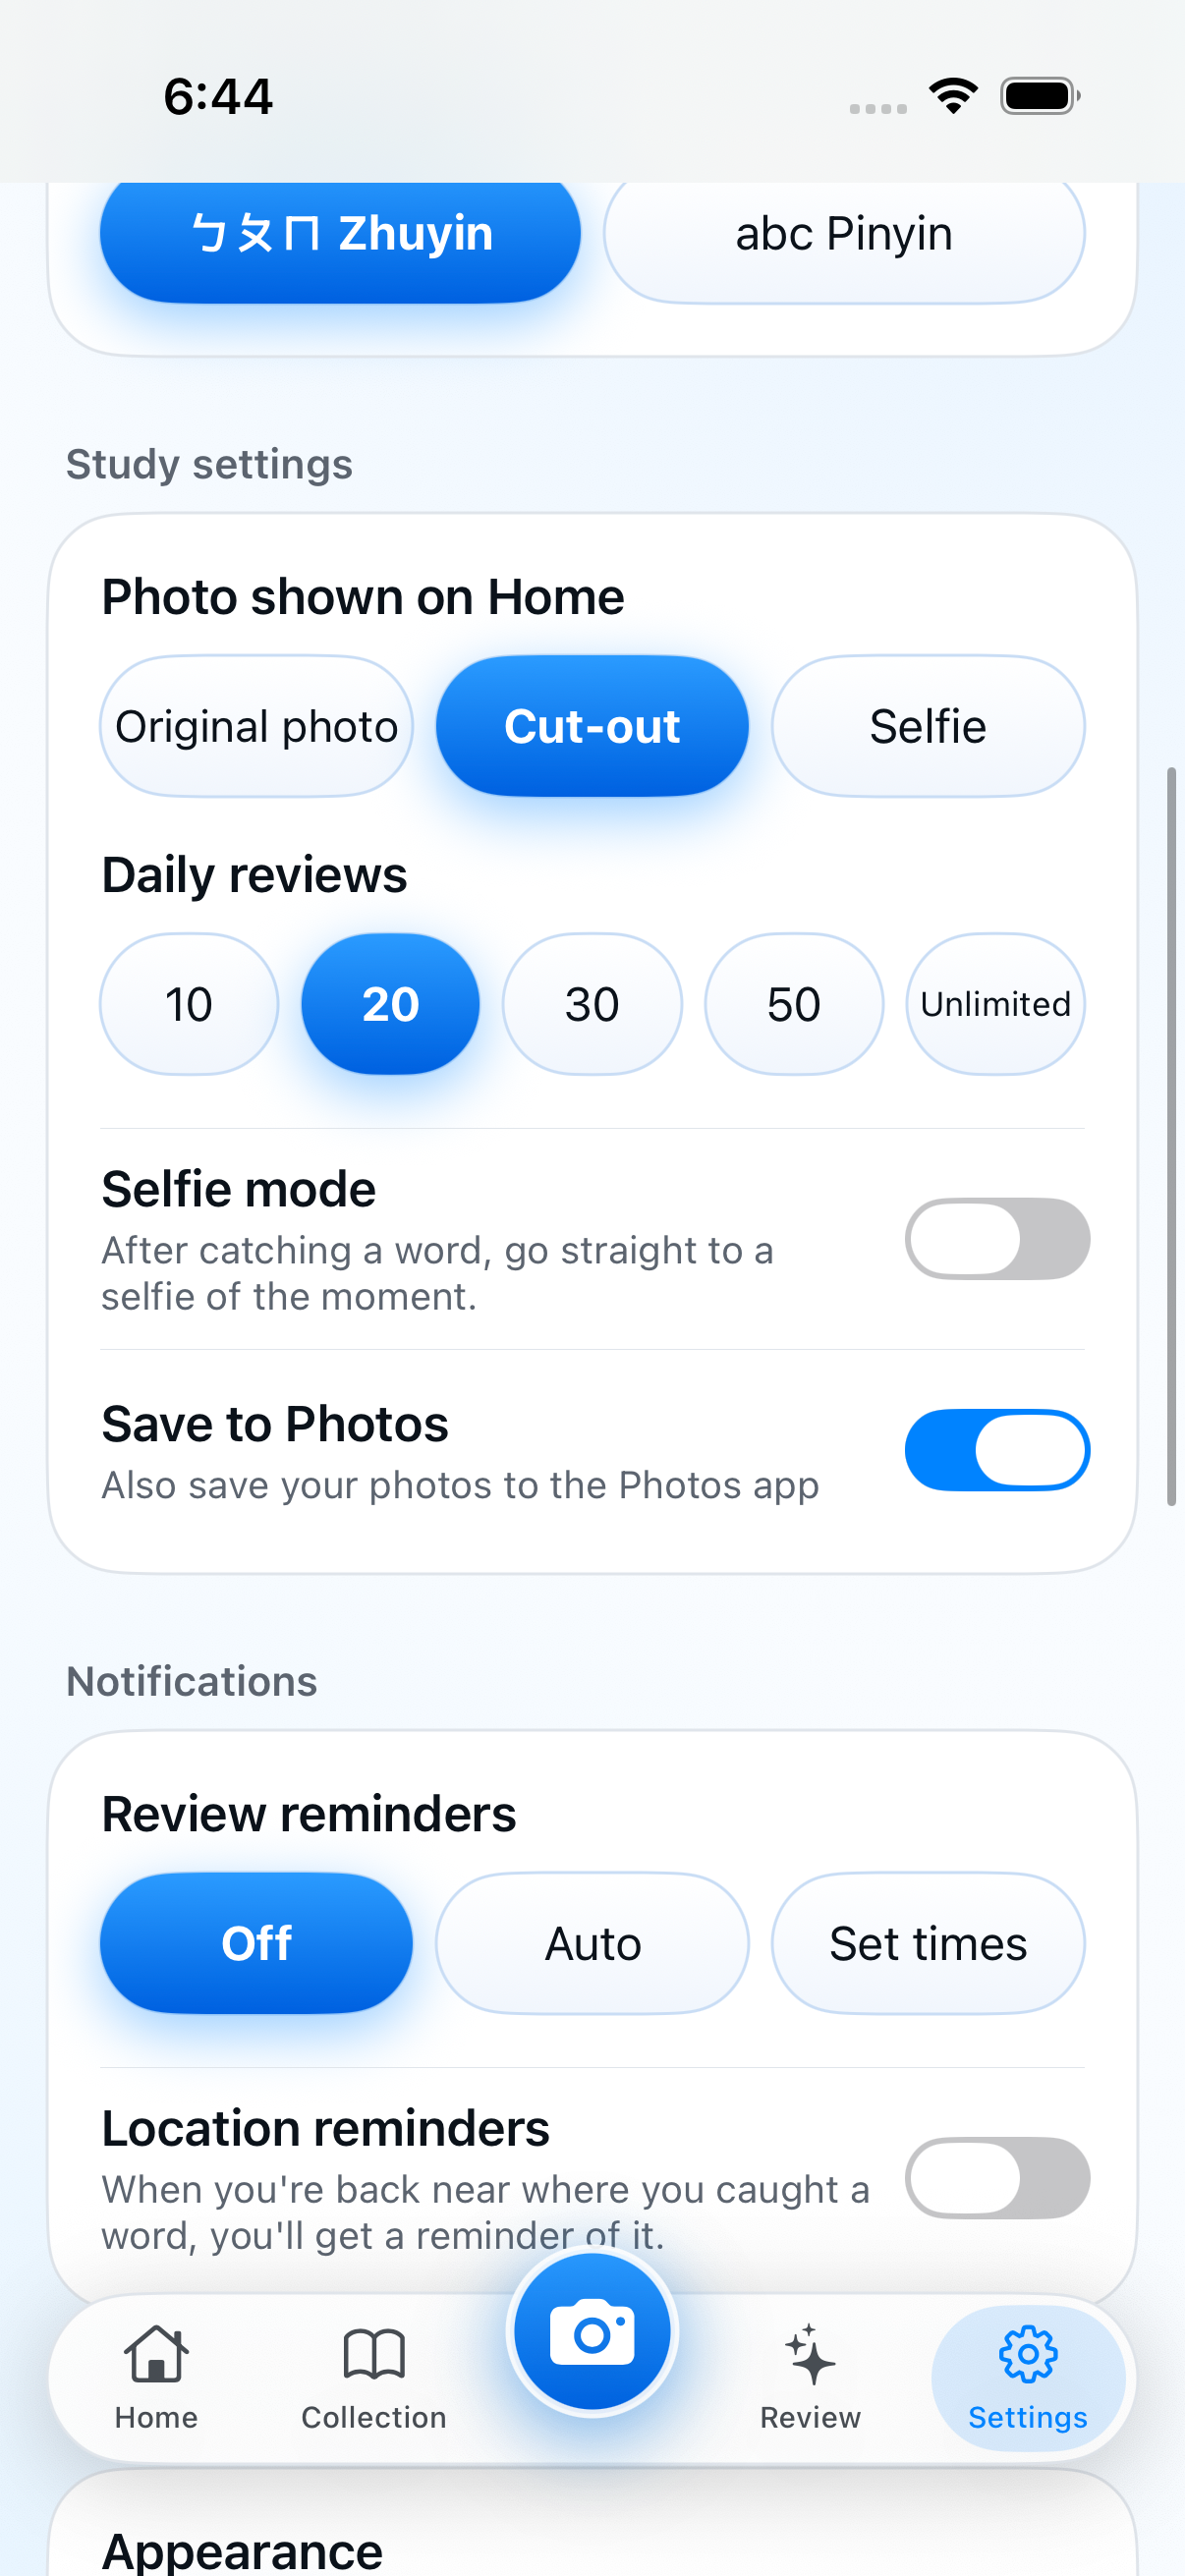 6:44
ㄅㄆㄇ Zhuyin
abc Pinyin
Study settings
Photo shown on Home
Original photo
Cut-out
Selfie
Daily reviews
10
20
30
50
Unlimited
Selfie mode
After catching a word, go straight to a
selfie of the moment.
Save to Photos
Also save your photos to the Photos app
Notifications
Review reminders
Off
Auto
Set times
Location reminders
When you're back near where you caught a
word, you'll get a reminder of it.
Home
Collection
Review
Settings
Appearance